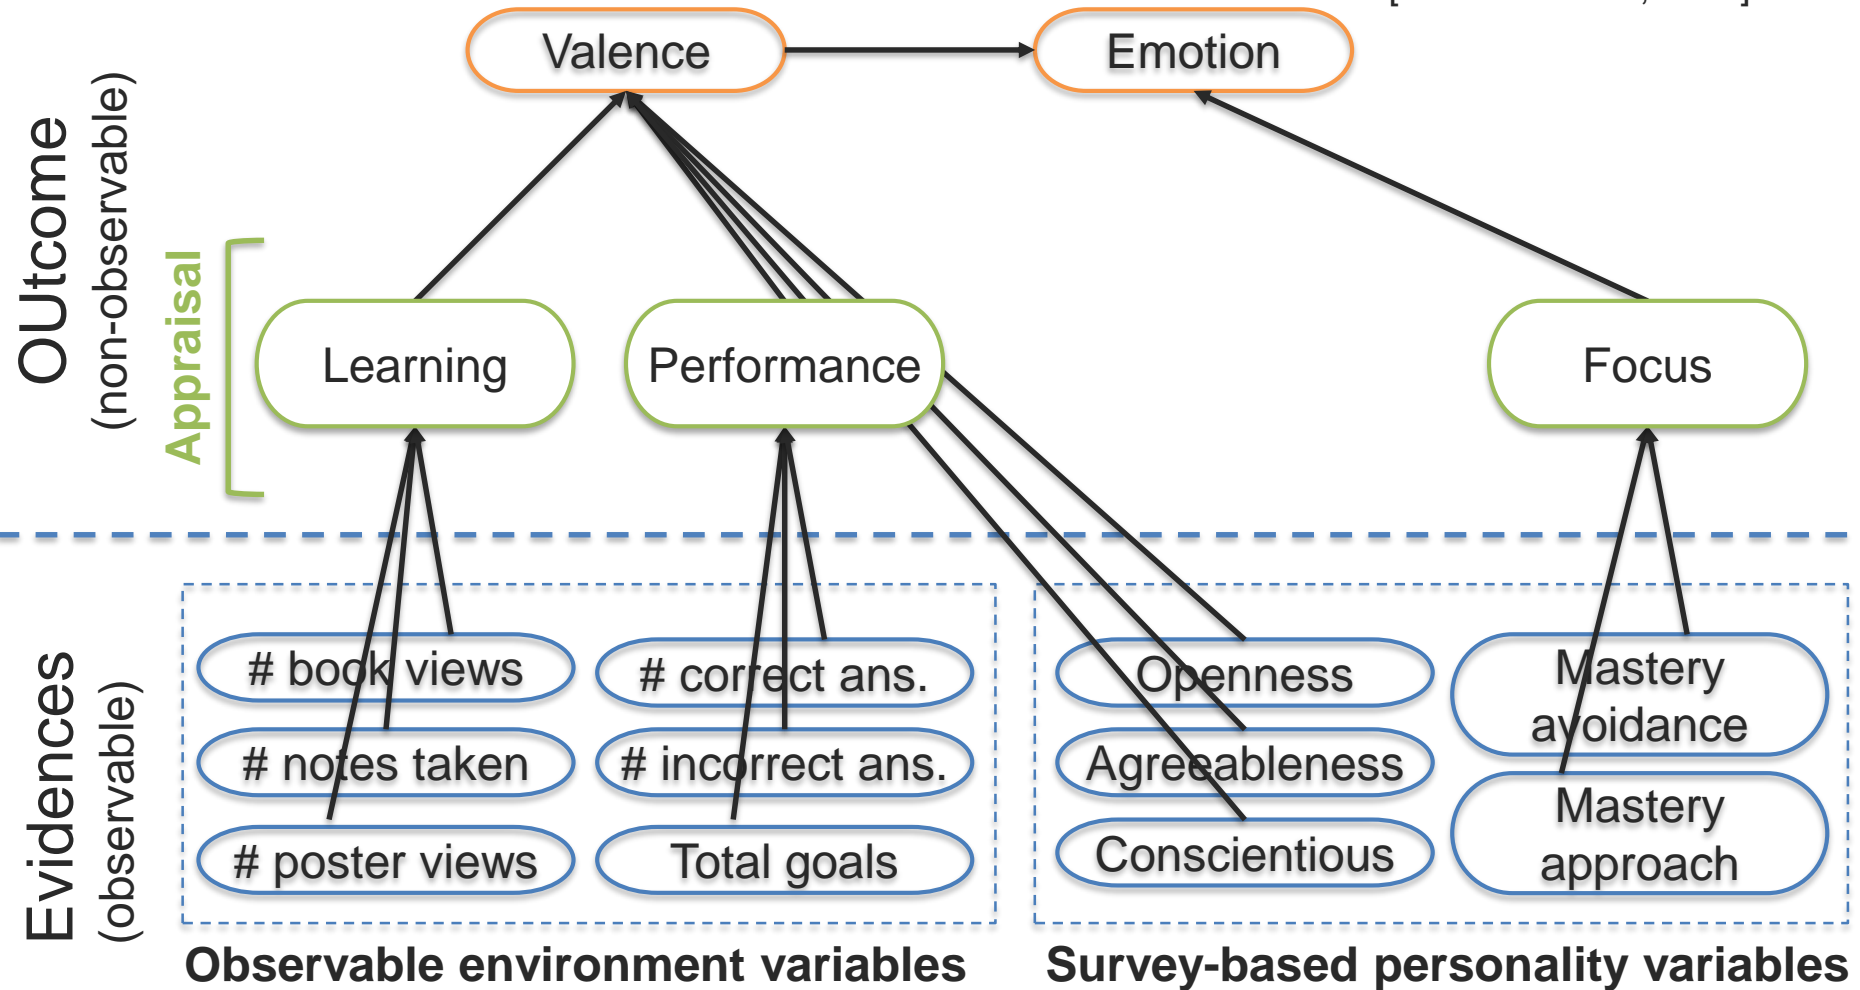 Valence
Emotion
OUtcome
(non-observable)
Appraisal
Learning
Performance
Focus
Evidences
(observable)
# book views
# correct ans.
Openness
Mastery
avoidance
# notes taken
# incorrect ans.
Agreeableness
# poster views
Total goals
Conscientious
Mastery
approach
Observable environment variables
Survey-based personality variables